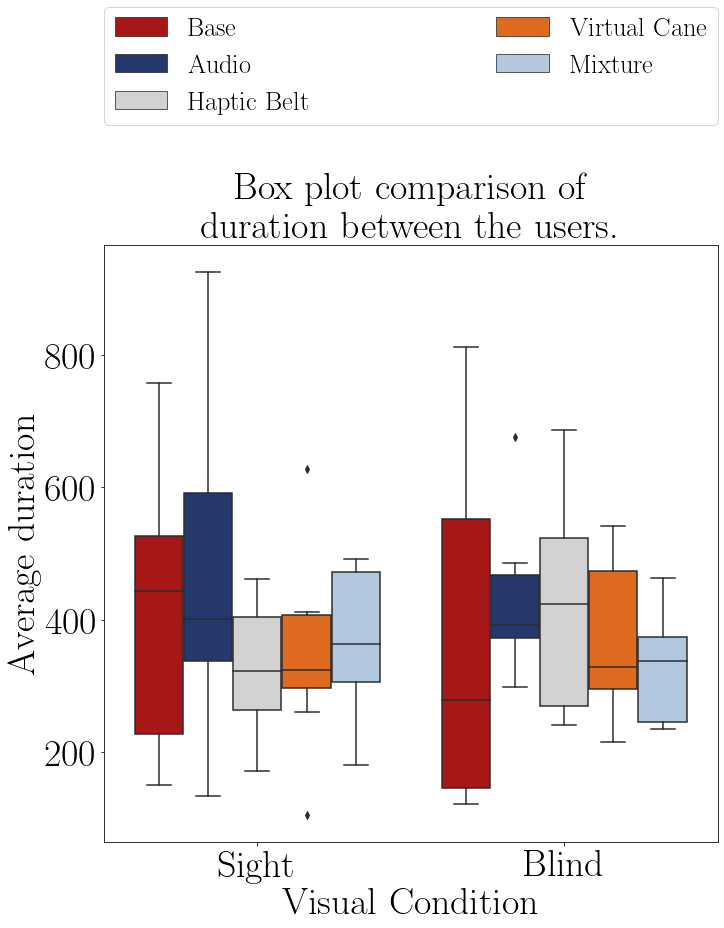 Base
Audio
Haptic Belt
Virtual Cane
Mixture
Box plot comparison of
duration between the users.
Average duration
800
600
400
200
Sight
Blind
Visual Condition